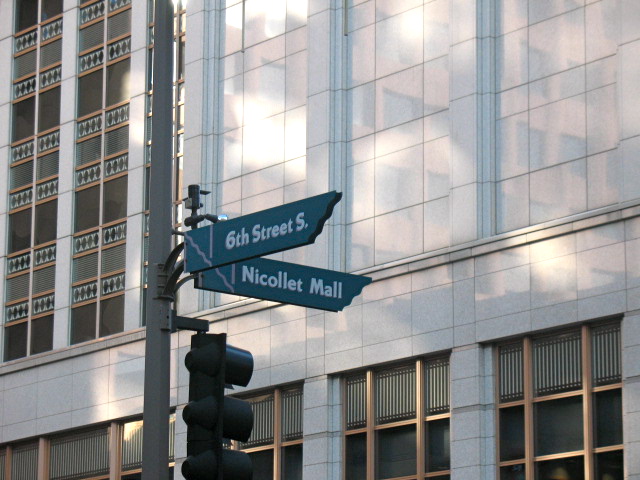 6th Street S.
Nicollet Mall